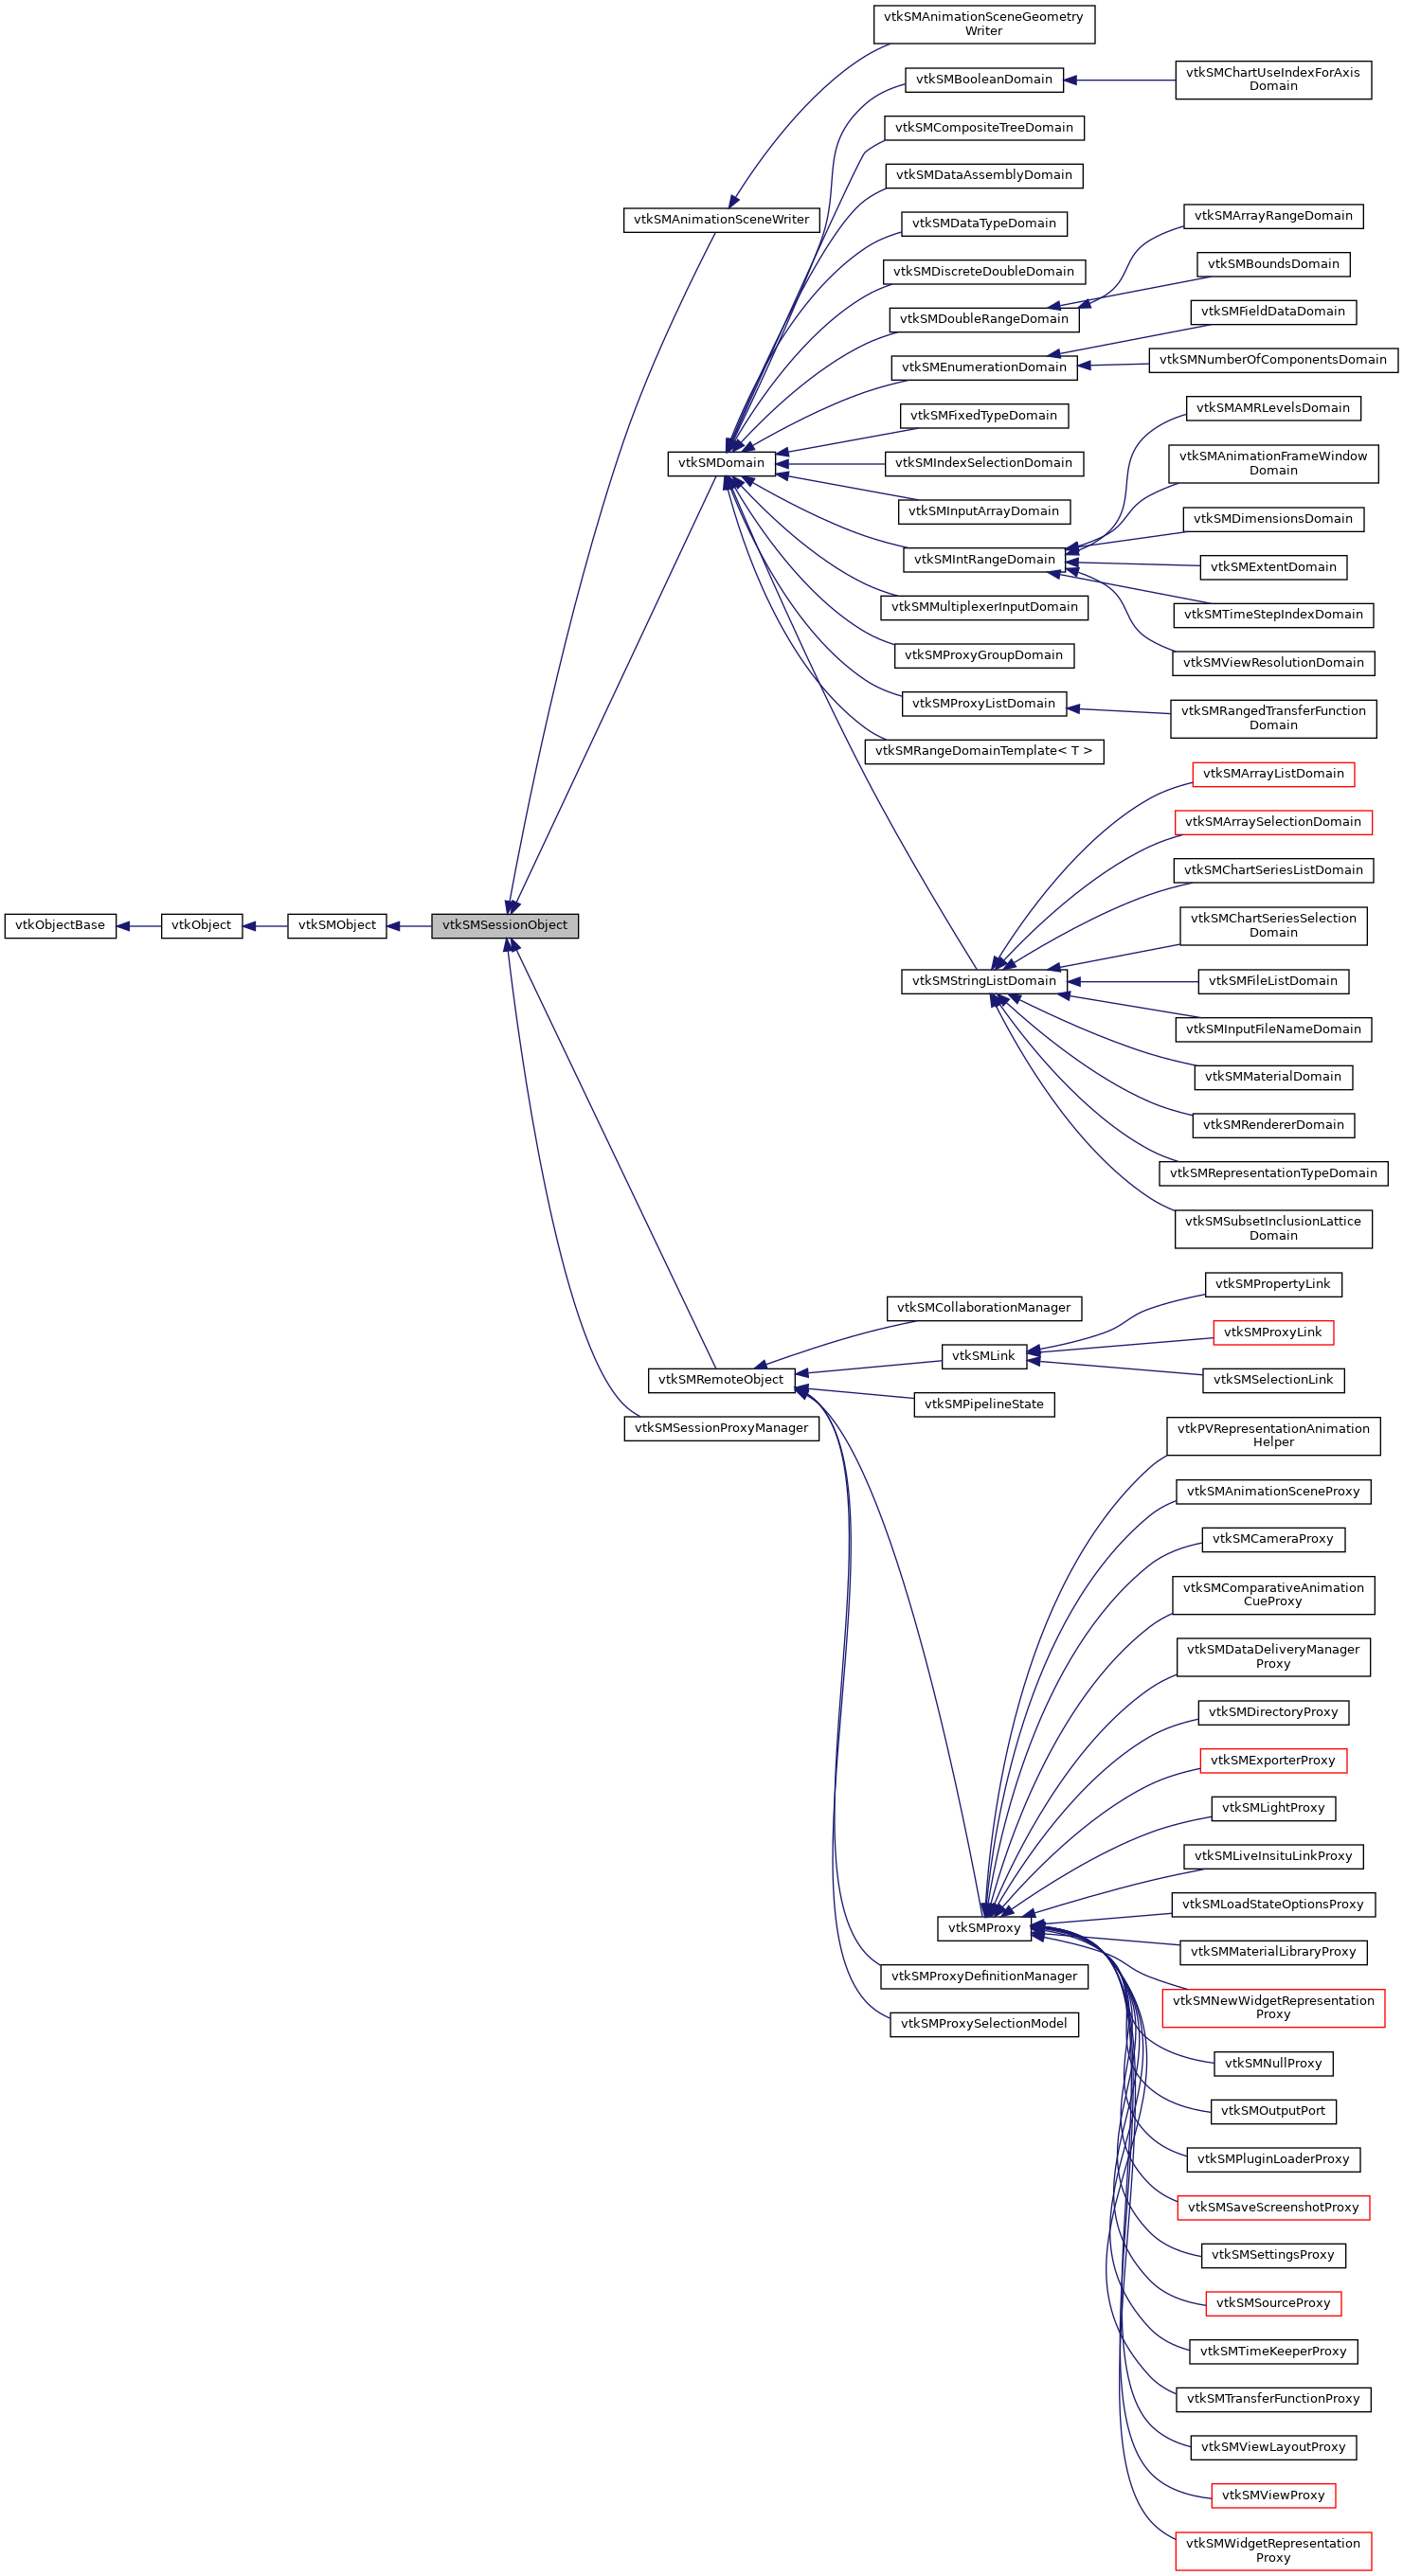 vtkSMAnimationSceneGeometry
Writer
vtkSMBooleanDomain
vtkSMChartUseIndexForAxis
Domain
vtkSMCompositeTreeDomain
vtkSMDataAssemblyDomain
vtkSMAnimationSceneWriter
vtkSMDataTypeDomain
vtkSMArrayRangeDomain
vtkSMDiscreteDoubleDomain
vtkSMBoundsDomain
vtkSMDoubleRangeDomain
vtkSMFieldDataDomain
vtkSMEnumerationDomain
vtkSMNumberOfComponentsDomain
vtkSMFixedTypeDomain
vtkSMAMRLevelsDomain
vtkSMDomain
vtkSMIndexSelectionDomain
vtkSMAnimationFrameWindow
Domain
vtkSMInputArrayDomain
vtkSMDimensionsDomain
vtkSMIntRangeDomain
vtkSMExtentDomain
vtkSMMultiplexerInputDomain
vtkSMTimeStepIndexDomain
vtkSMProxyGroupDomain
vtkSMViewResolutionDomain
vtkSMProxyListDomain
vtkSMRangedTransferFunction
Domain
vtkSMRangeDomainTemplate< T >
vtkSMArrayListDomain
vtkSMArraySelectionDomain
vtkSMChartSeriesListDomain
vtkObjectBase
vtkObject
vtkSMObject
vtkSMSessionObject
vtkSMChartSeriesSelection
Domain
vtkSMStringListDomain
vtkSMFileListDomain
vtkSMInputFileNameDomain
vtkSMMaterialDomain
vtkSMRendererDomain
vtkSMRepresentationTypeDomain
vtkSMSubsetInclusionLattice
Domain
vtkSMPropertyLink
vtkSMCollaborationManager
vtkSMProxyLink
vtkSMLink
vtkSMSelectionLink
vtkSMRemoteObject
vtkSMPipelineState
vtkSMSessionProxyManager
vtkPVRepresentationAnimation
Helper
vtkSMAnimationSceneProxy
vtkSMCameraProxy
vtkSMComparativeAnimation
CueProxy
vtkSMDataDeliveryManager
Proxy
vtkSMDirectoryProxy
vtkSMExporterProxy
vtkSMLightProxy
vtkSMLiveInsituLinkProxy
vtkSMLoadStateOptionsProxy
vtkSMProxy
vtkSMMaterialLibraryProxy
vtkSMProxyDefinitionManager
vtkSMNewWidgetRepresentation
Proxy
vtkSMProxySelectionModel
vtkSMNullProxy
vtkSMOutputPort
vtkSMPluginLoaderProxy
vtkSMSaveScreenshotProxy
vtkSMSettingsProxy
vtkSMSourceProxy
vtkSMTimeKeeperProxy
vtkSMTransferFunctionProxy
vtkSMViewLayoutProxy
vtkSMViewProxy
vtkSMWidgetRepresentation
Proxy